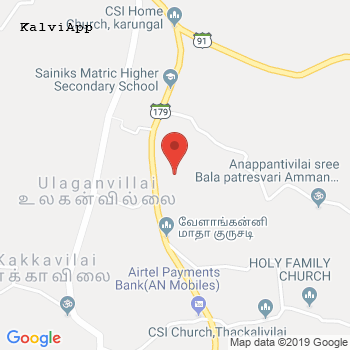 CSI Home
Church, karungal
KalviApp
91
Sainiks Matric Higher
Secondary School
179
Anappantivilai sree
Bala patresvari Amman...
Ulaganvillai
உலகன்வில்லை
வேளாங்கன்னி
மாதா குருசடி
Kakkavilai
ர்க்காவிலை
HOLY FAMILY
CHURCH
Airtel Payments
Bank(AN Mobiles)
CSI Church,Thackalivilai
Google
Map data ©2019 Google